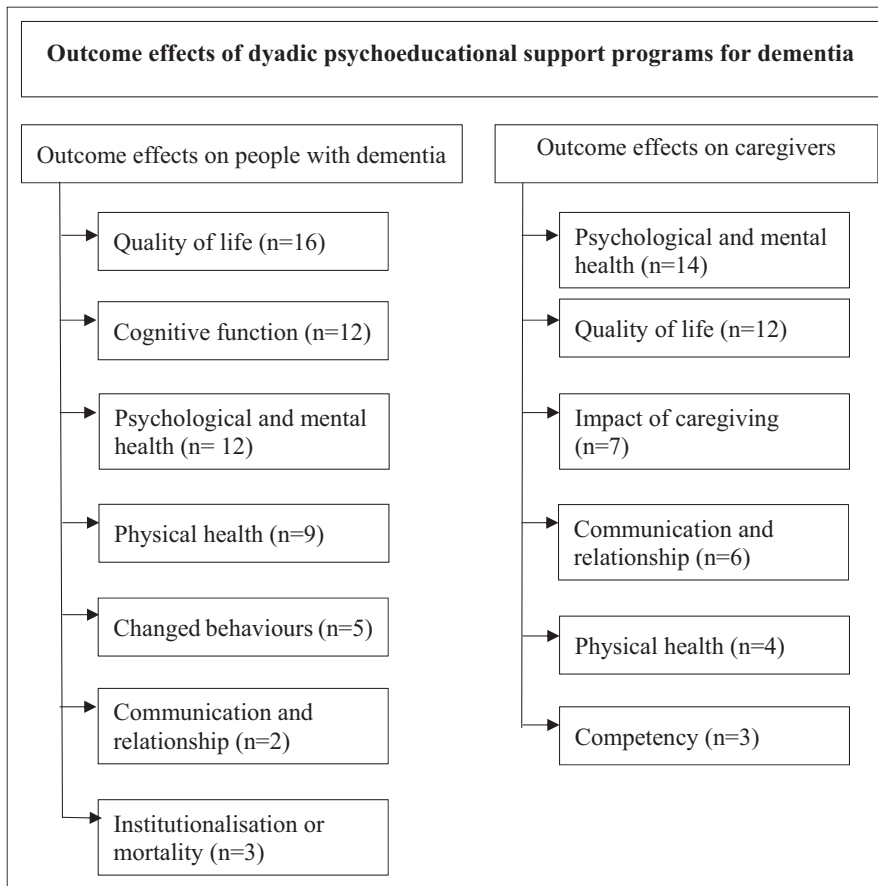 Outcome effects of dyadic psychoeducational support programs for dementia
Outcome effects on people with dementia
Quality of life (n=16)
Cognitive function (n=12)
Psychological and mental
health (n= 12)
Physical health (n=9)
Changed behaviours (n=5)
Communication and
relationship (n=2)
Institutionalisation or
mortality (n=3)
Outcome effects on caregivers
Psychological and mental
health (n=14)
Quality of life (n=12)
Impact of caregiving
(n=7)
Communication and
relationship (n=6)
Physical health (n=4)
Competency (n=3)